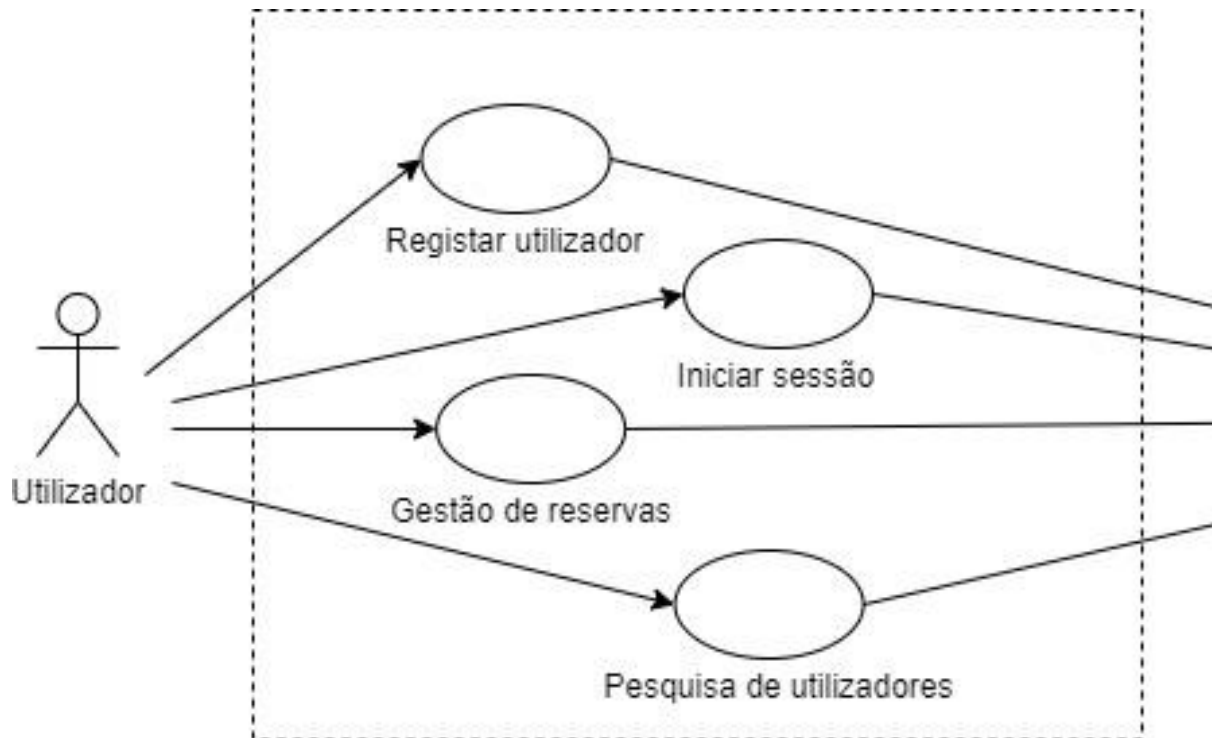 Registar utilizador
Iniciar sessão
Utilizador
Gestão de reservas
Pesquisa de utilizadores